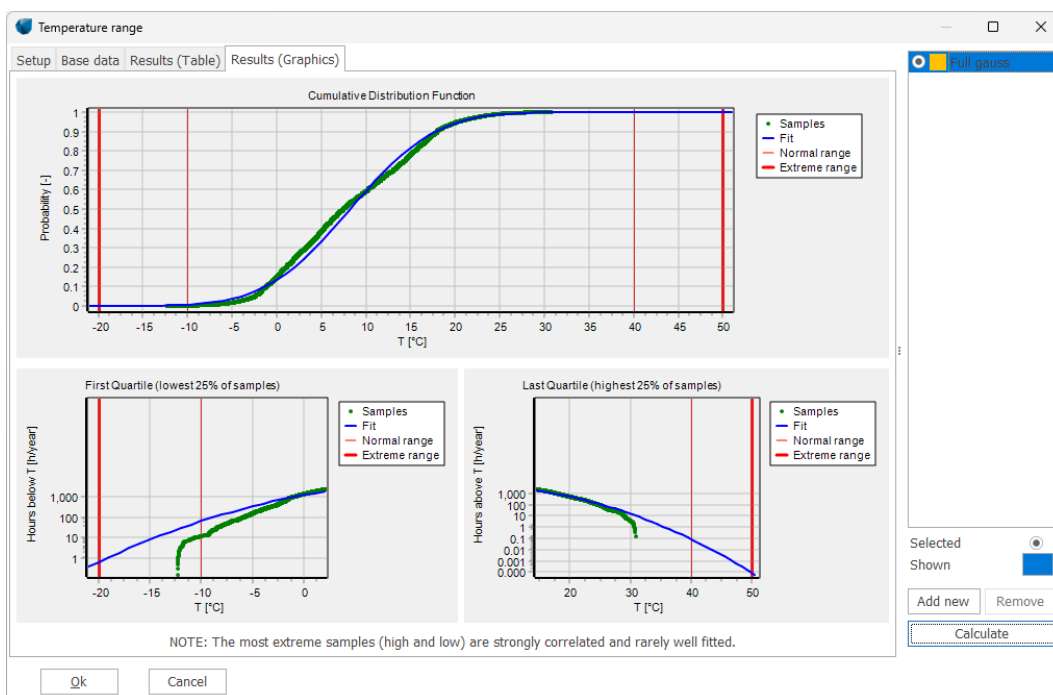 Temperature range
Setup Base data Results (Table) Results (Graphics)
Full gauss
Cumulative Distribution Function
Probability [-]
1
0.9
0.8
0.7
0.6
0.5
0.4
0.3
0.2
0.1
0
-20 -15 -10 -5 0 5 10 15 20 25 30 35 40 45 50
T [°C]
Samples
Fit
Normal range
Extreme range
First Quartile (lowest 25% of samples)
Hours below T [h/year]
1,000
100
10
1
-20 -15 -10 -5 0
T [°C]
Samples
Fit
Normal range
Extreme range
Last Quartile (highest 25% of samples)
Hours above T [h/year]
1,000
100
10
1
0.1
0.01
0.001
0.000
20 30 40 50
T [°C]
Samples
Fit
Normal range
Extreme range
NOTE: The most extreme samples (high and low) are strongly correlated and rarely well fitted.
Selected
Shown
Add new Remove
Calculate
Ok Cancel